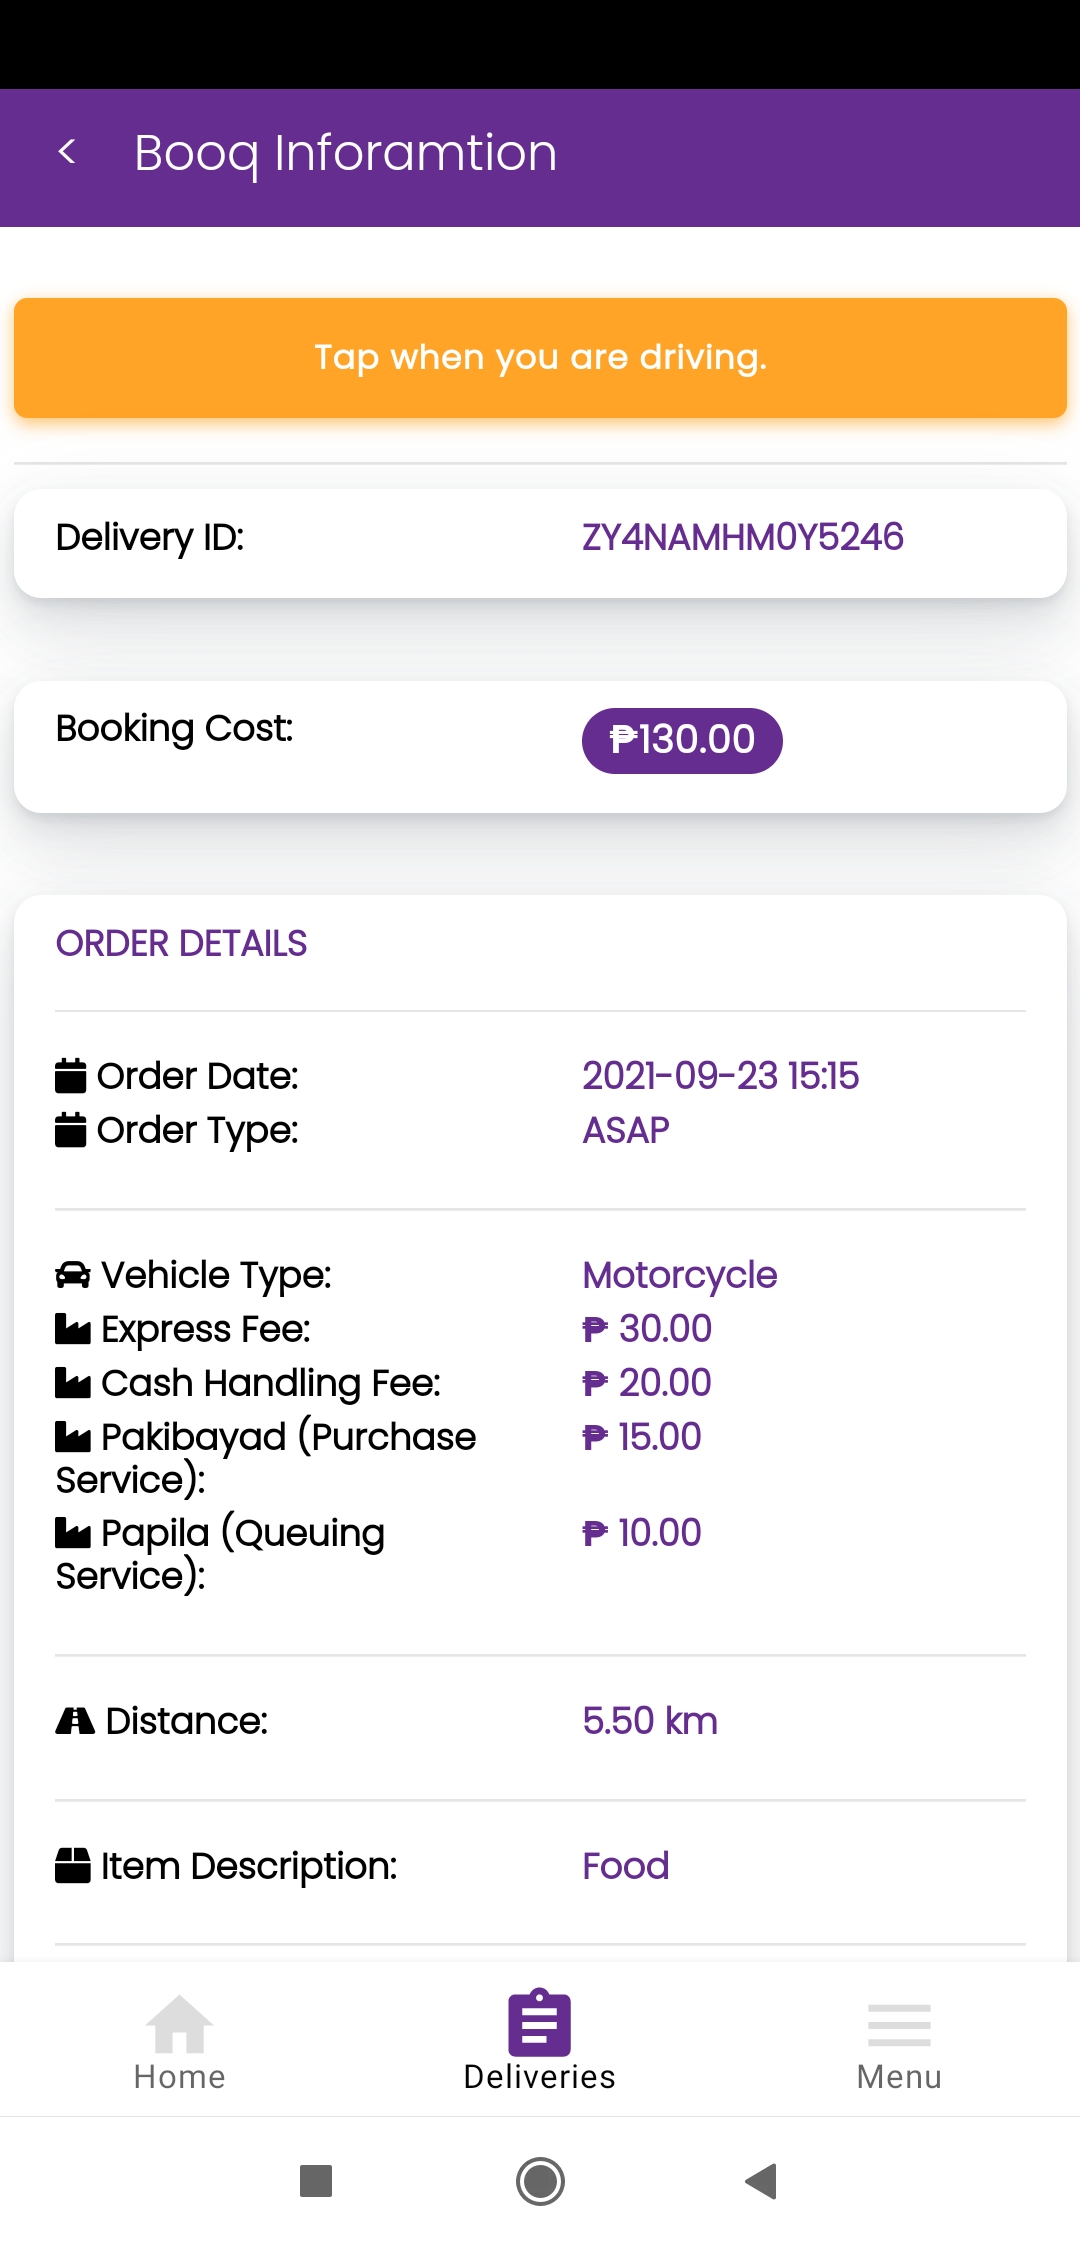 Booq Inforamtion
Tap when you are driving.
Delivery ID: ZY4NAMHM0Y5246
Booking Cost: ₱130.00
ORDER DETAILS
Order Date: 2021-09-23 15:15
Order Type: ASAP
Vehicle Type: Motorcycle
Express Fee: ₱ 30.00
Cash Handling Fee: ₱ 20.00
Pakibayad (Purchase ₱ 15.00
Service):
Papila (Queuing ₱ 10.00
Service):
Distance: 5.50 km
Item Description: Food
Home Deliveries Menu